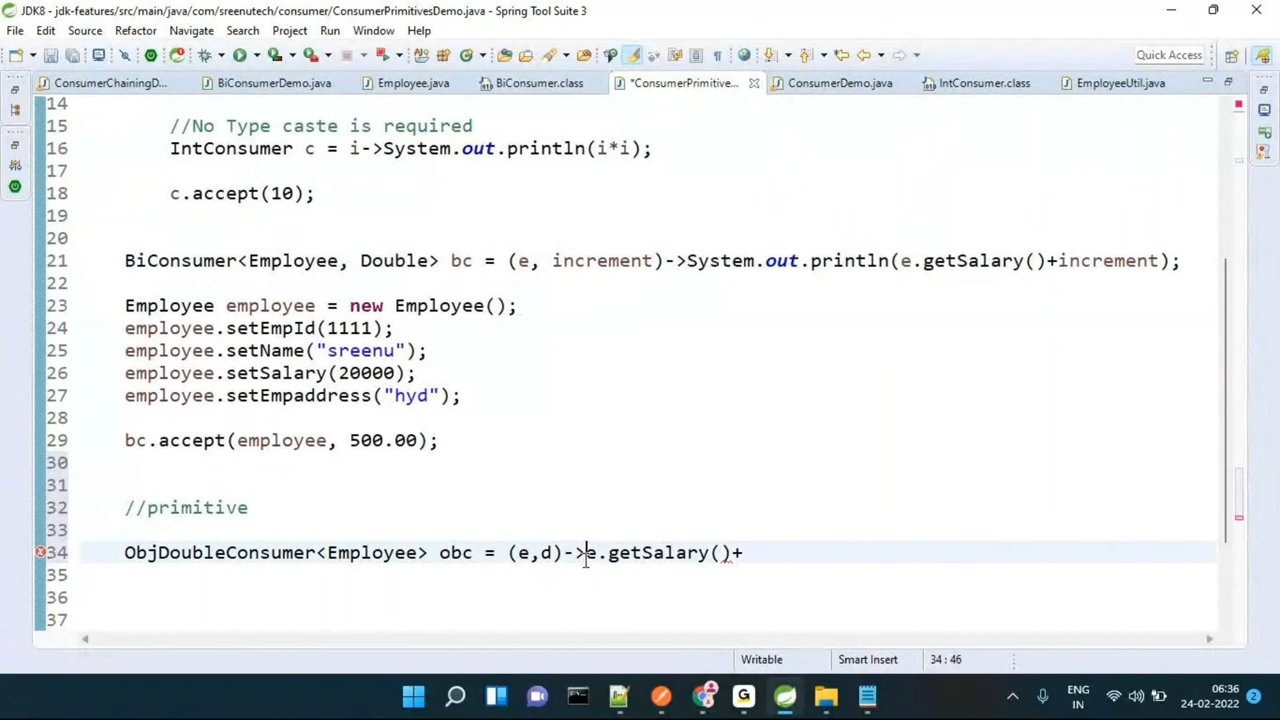 JDK8 - jdk-features/src/main/java/com/sreenutech/consumer/ConsumerPrimitivesDemo.java - Spring Tool Suite 3
File Edit Source Refactor Navigate Search Project Run Window Help
Quick Access
ConsumerChainingD... BiConsumerDemo.java Employee.java BiConsumer.class *ConsumerPrimitive... ConsumerDemo.java IntConsumer.class EmployeeUtil.java
14
15 //No Type caste is required
16 IntConsumer c = i->System.out.println(i*i);
17
18 c.accept(10);
19
20
21 BiConsumer<Employee, Double> bc = (e, increment)->System.out.println(e.getSalary()+increment);
22
23 Employee employee = new Employee();
24 employee.setEmpId(1111);
25 employee.setName("sreenu");
26 employee.setSalary(20000);
27 employee.setEmpaddress("hyd");
28
29 bc.accept(employee, 500.00);
30
31
32 //primitive
33
34 ObjDoubleConsumer<Employee> obc = (e,d)->e.getSalary()+
35
36
37
Writable Smart Insert 34 : 46
ENG
IN
06:36
24-02-2022
2